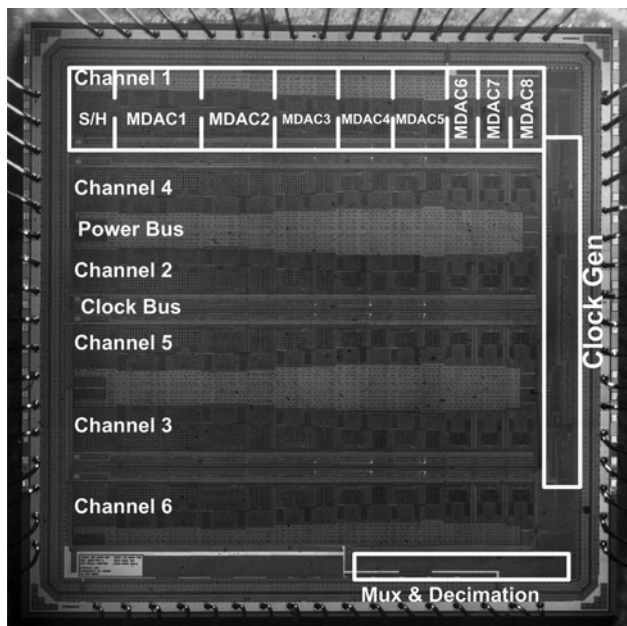 Channel 1
S/H MDAC1 MDAC2 MDAC3 MDAC4 MDAC5 MDAC6 MDAC7 MDAC8
Channel 4
Power Bus
Channel 2
Clock Bus
Channel 5
Channel 3
Channel 6
Clock Gen
Mux & Decimation